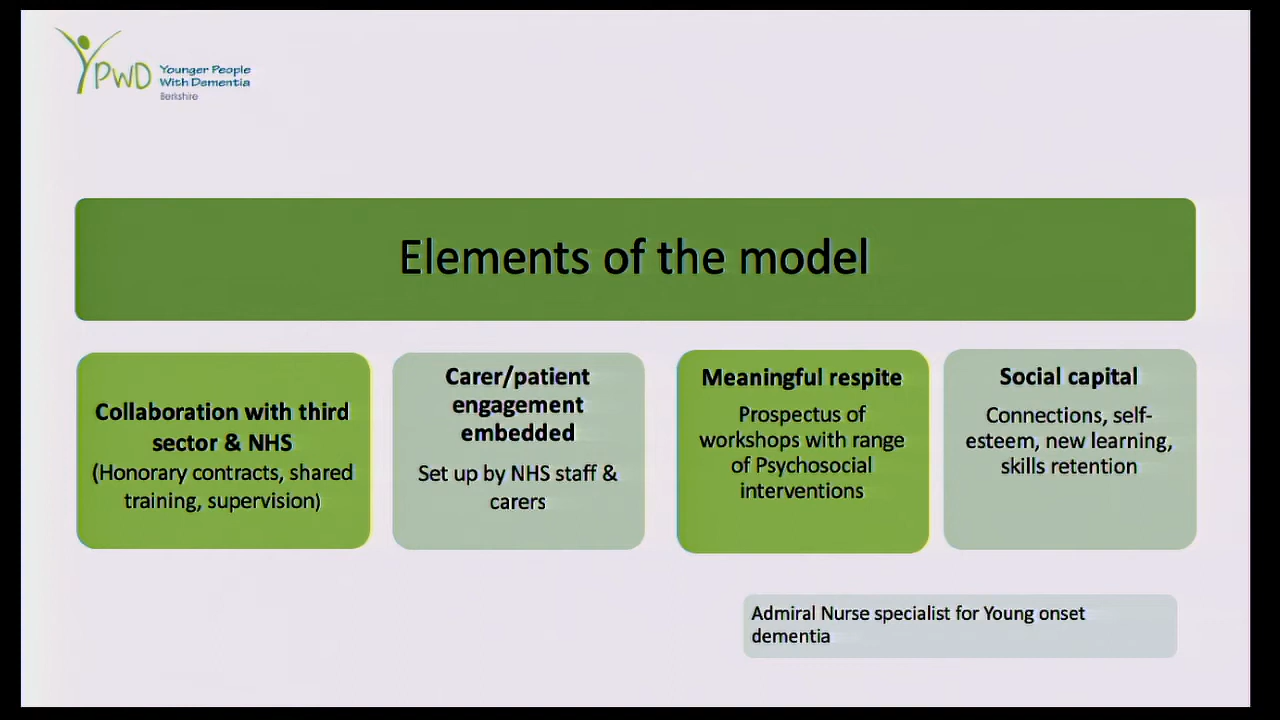 YPWD Younger People
With Dementia
Berkshire
Elements of the model
Collaboration with third
sector & NHS
(Honorary contracts, shared
training, supervision)
Carer/patient
engagement
embedded
Set up by NHS staff &
carers
Meaningful respite
Prospectus of
workshops with range
of Psychosocial
interventions
Social capital
Connections, self-
esteem, new learning,
skills retention
Admiral Nurse specialist for Young onset
dementia